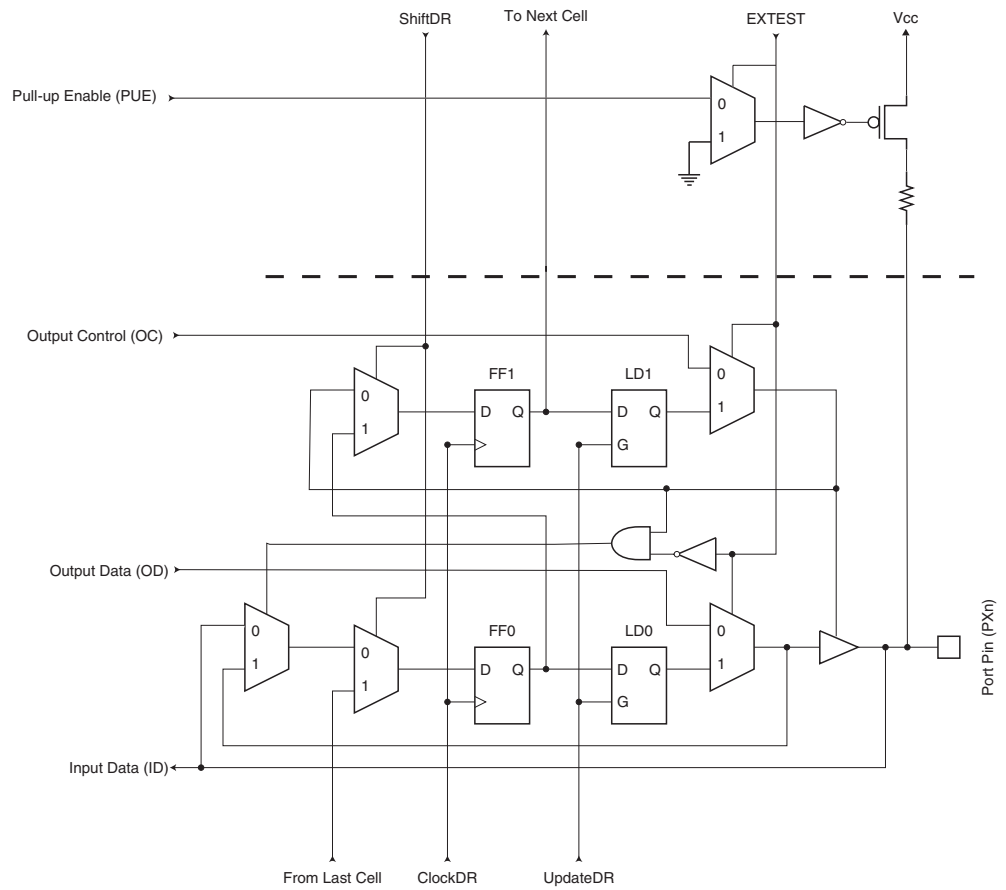 ShiftDR
To Next Cell
EXTEST
Vcc
Pull-up Enable (PUE)
0
1
Output Control (OC)
FF1
LD1
0
0
1
D Q
D Q
1
G
Output Data (OD)
0
1
FF0
LD0
0
1
D Q
D Q
0
1
G
Port Pin (PXn)
Input Data (ID)
From Last Cell
ClockDR
UpdateDR